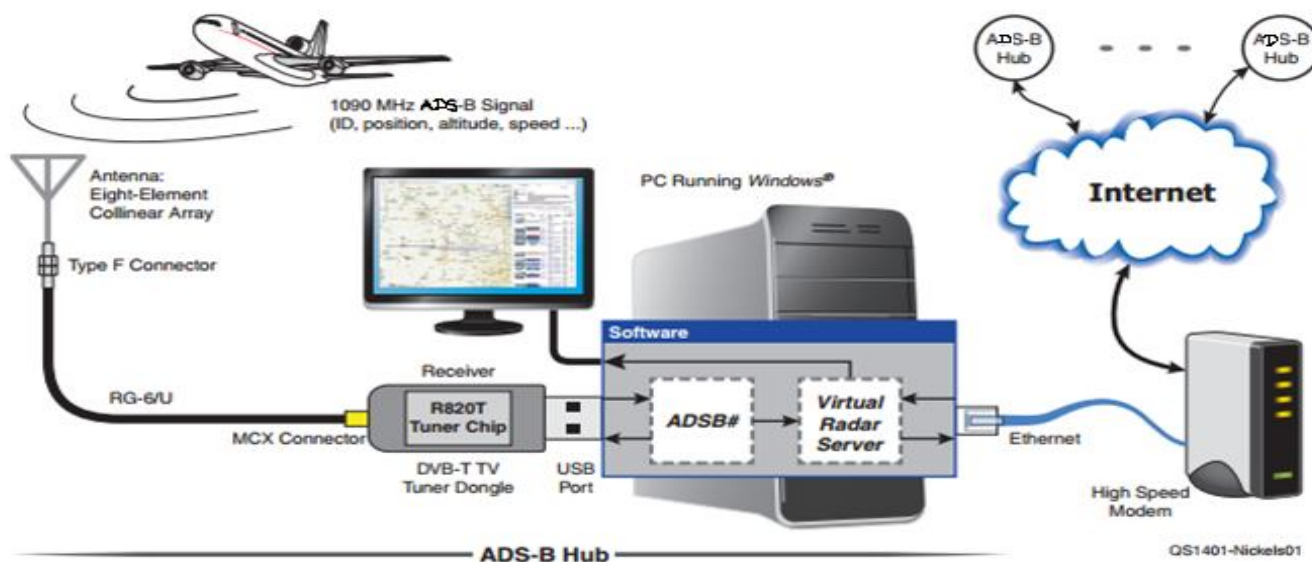 ADS-B
Hub
ADS-B
Hub
1090 MHz ADS-B Signal
(ID, position, altitude, speed ...)
Antenna:
Eight-Element
Collinear Array
PC Running Windows®
Internet
Type F Connector
Software
Receiver
RG-6/U
R820T
Tuner Chip
ADSB#
Virtual
Radar
Server
MCX Connector
Ethernet
DVB-T TV
Tuner Dongle
USB
Port
High Speed
Modem
ADS-B Hub
QS1401-Nickels01